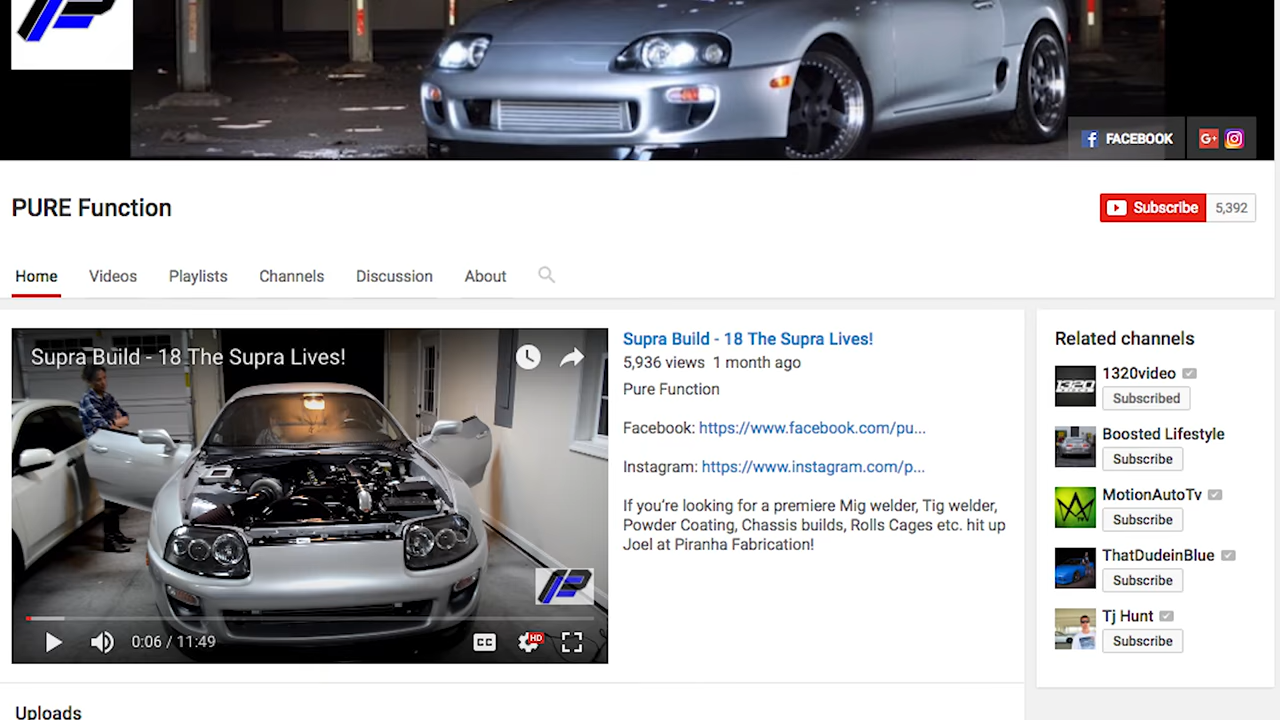 FACEBOOK
G+
PURE Function
Subscribe 5,392
Home Videos Playlists Channels Discussion About
Supra Build - 18 The Supra Lives!
0:06 / 11:49
CC
HD
Supra Build - 18 The Supra Lives!
5,936 views 1 month ago
Pure Function
Facebook: https://www.facebook.com/pu...
Instagram: https://www.instagram.com/p...
If you’re looking for a premiere Mig welder, Tig welder,
Powder Coating, Chassis builds, Rolls Cages etc. hit up
Joel at Piranha Fabrication!
Related channels
1320
1320video
Subscribed
Boosted Lifestyle
Subscribe
MotionAutoTv
Subscribe
ThatDudeinBlue
Subscribe
Tj Hunt
Subscribe
Uploads